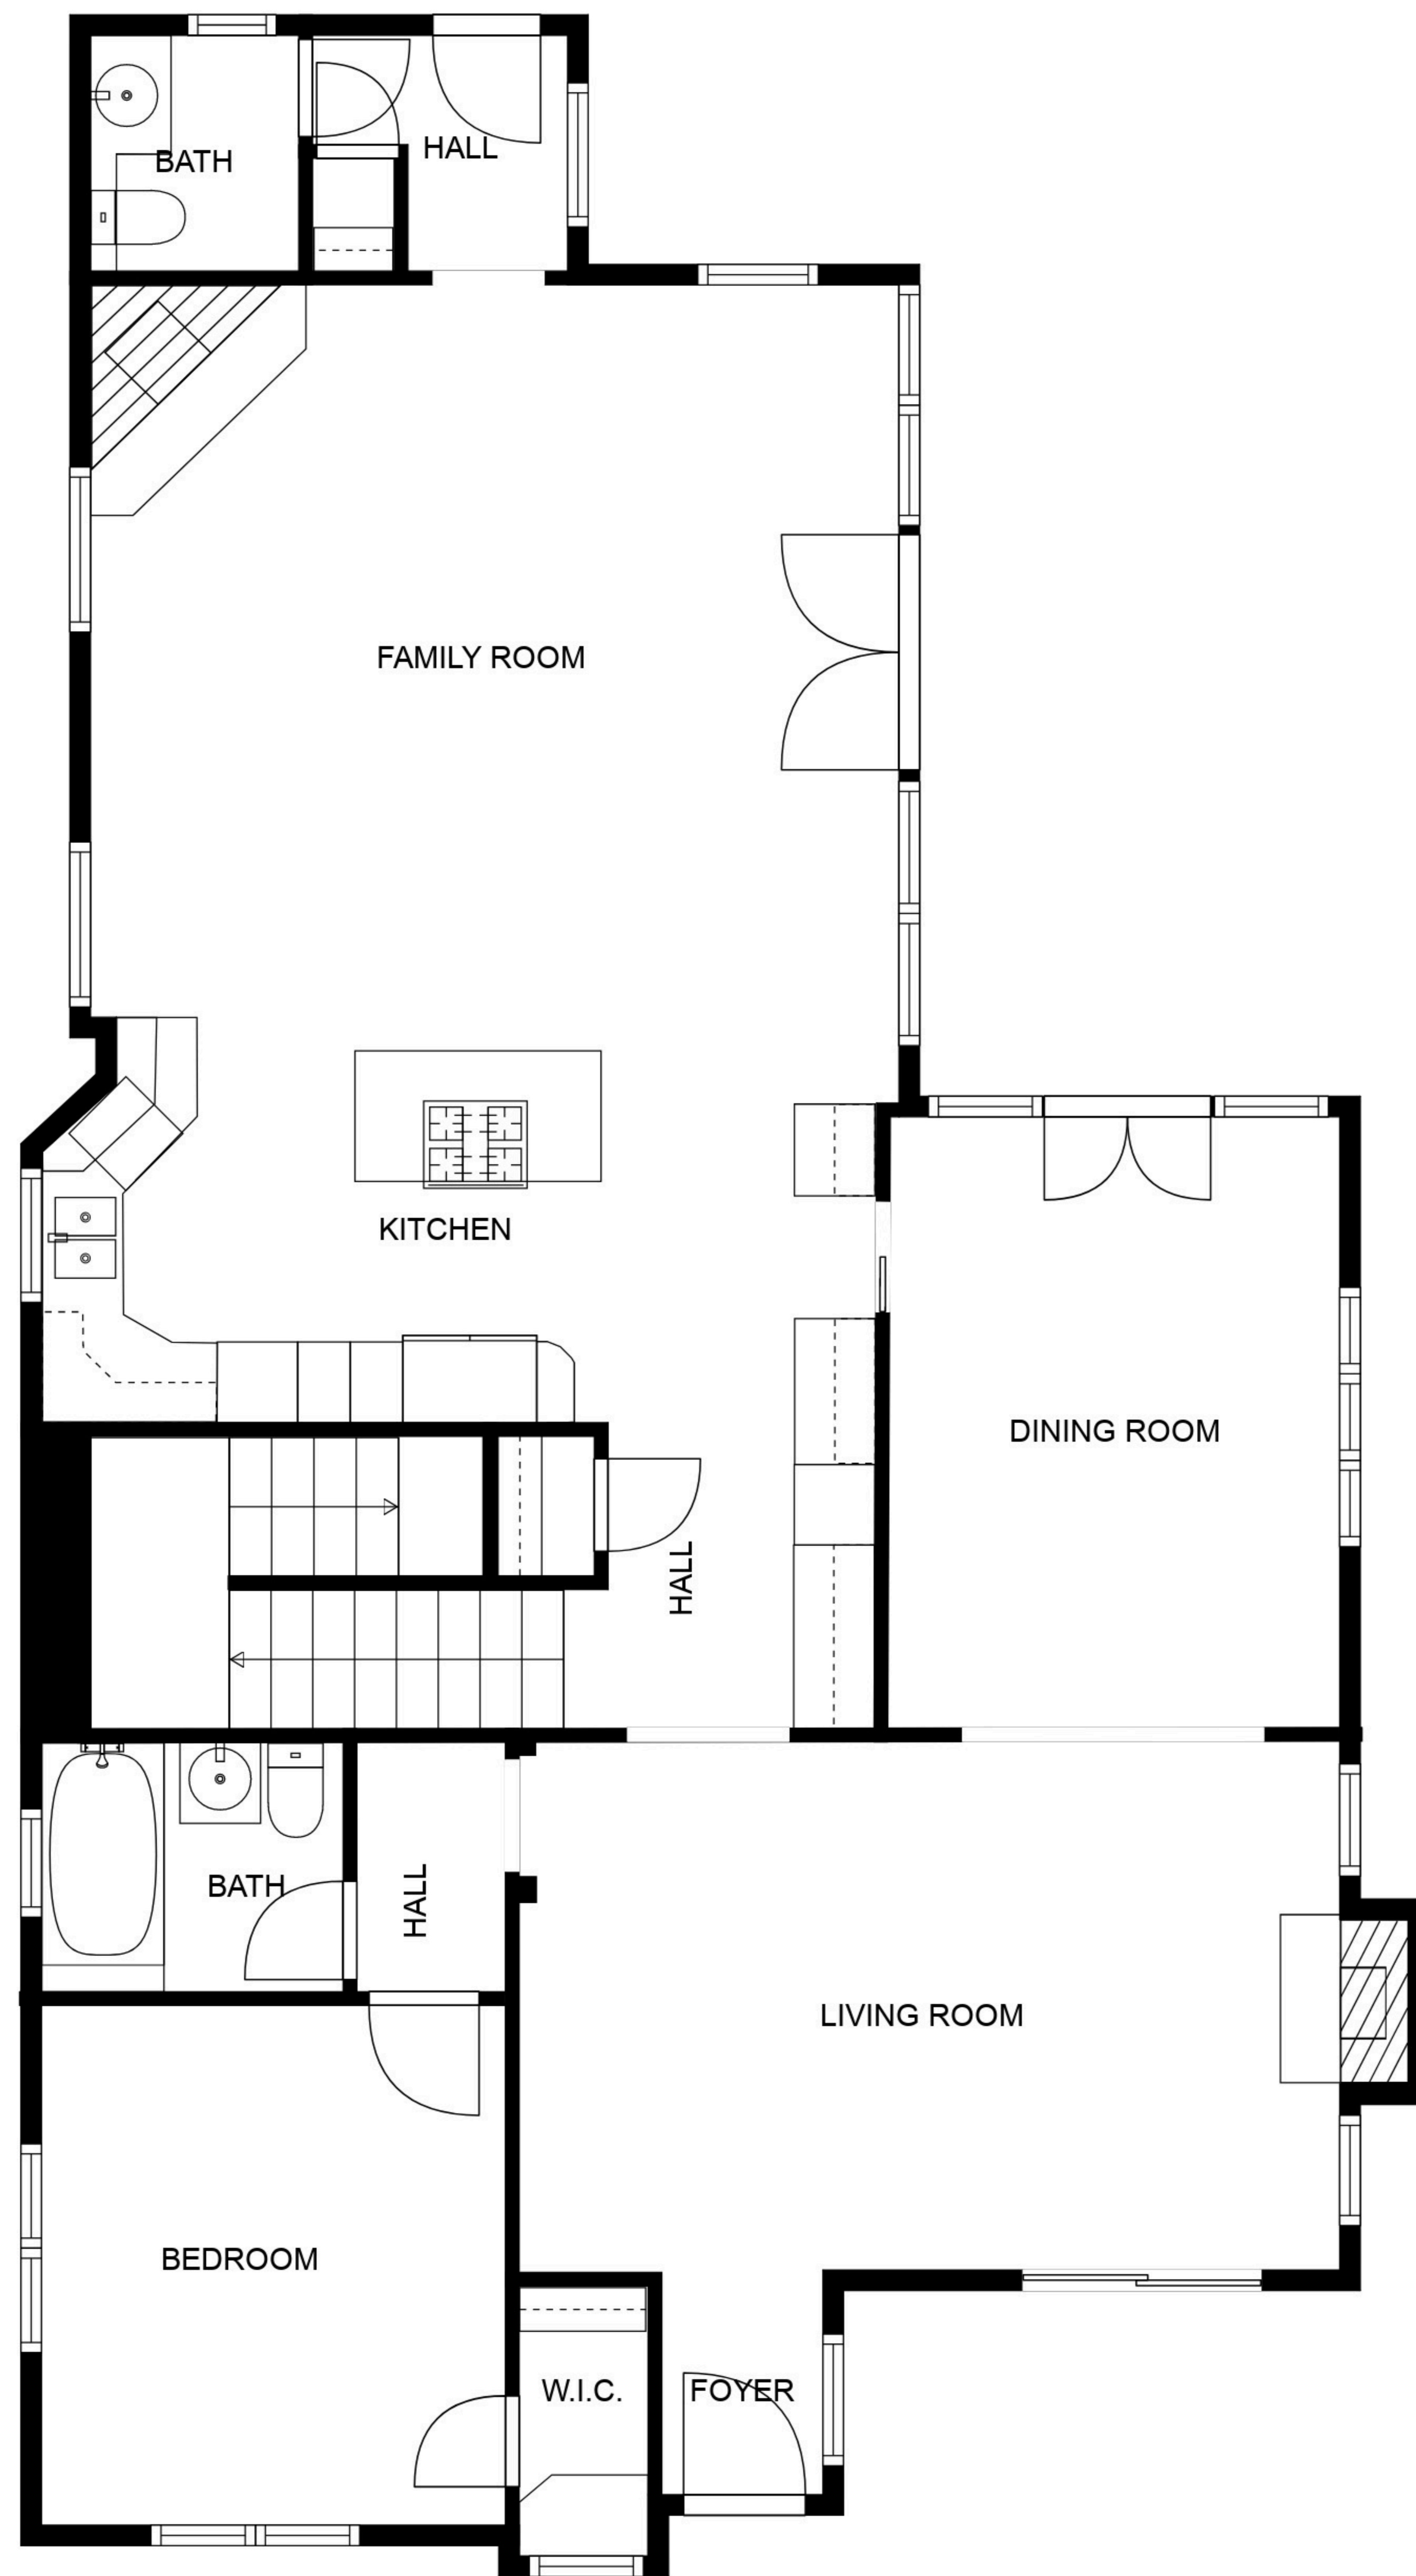 HALL
BATH
FAMILY ROOM
KITCHEN
DINING ROOM
HALL
BATH
HALL
LIVING ROOM
BEDROOM
W.I.C.
FOYER